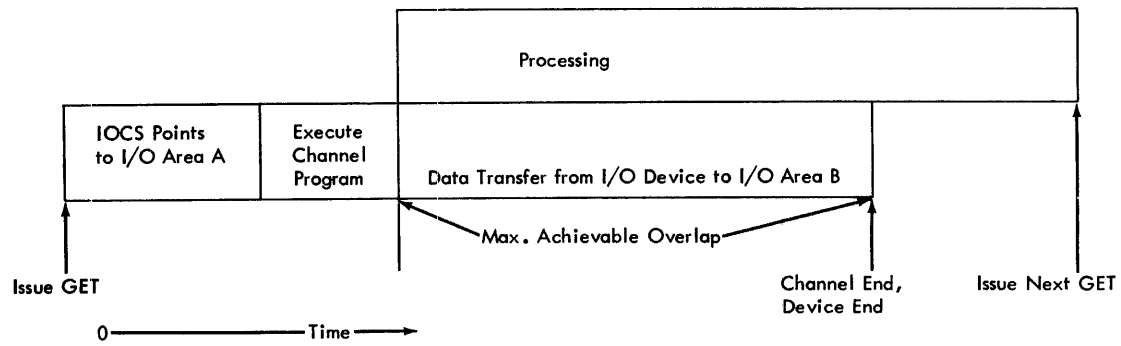 Processing
IOCS Points
to I/O Area A
Execute
Channel
Program
Data Transfer from I/O Device to I/O Area B
Max. Achievable Overlap
Issue GET
Channel End,
Device End
Issue Next GET
0
Time